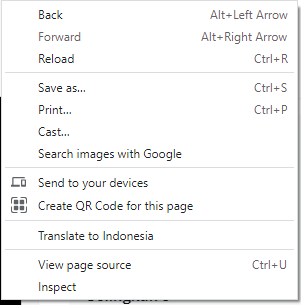 Back Alt+Left Arrow
Forward Alt+Right Arrow
Reload Ctrl+R
Save as... Ctrl+S
Print... Ctrl+P
Cast...
Search images with Google
Send to your devices
Create QR Code for this page
Translate to Indonesia
View page source Ctrl+U
Inspect